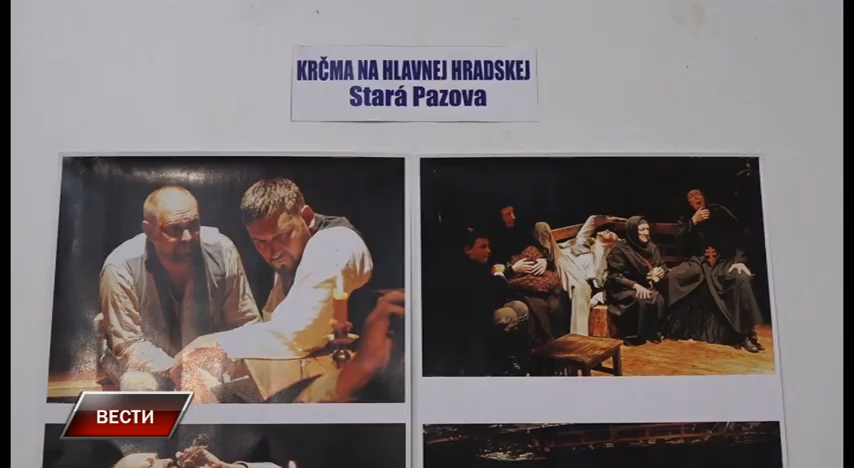 KRČMA NA HLAVNEJ HRADSKEJ
Stará Pazova
ВЕСТИ